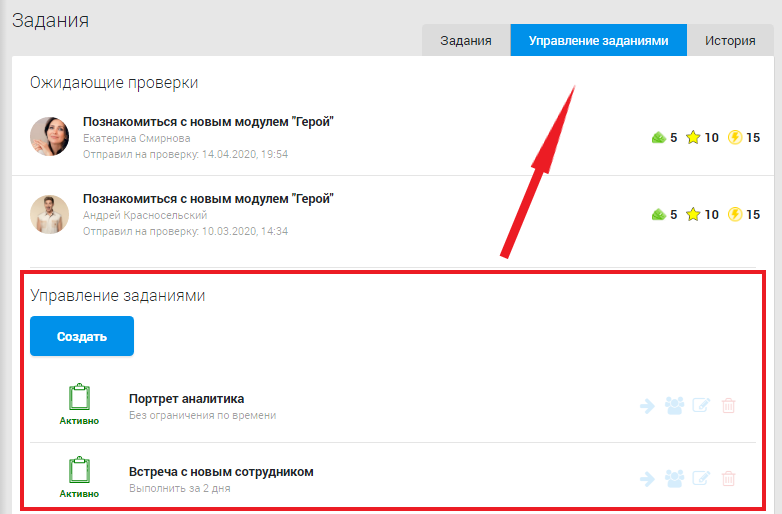 Задания
Задания Управление заданиями История
Ожидающие проверки
Познакомиться с новым модулем "Герой"
Екатерина Смирнова
Отправил на проверку: 14.04.2020, 19:54
5 10 15
Познакомиться с новым модулем "Герой"
Андрей Красносельский
Отправил на проверку: 10.03.2020, 14:34
5 10 15
Управление заданиями
Создать
Портрет аналитика
Без ограничения по времени
Активно
Встреча с новым сотрудником
Выполнить за 2 дня
Активно